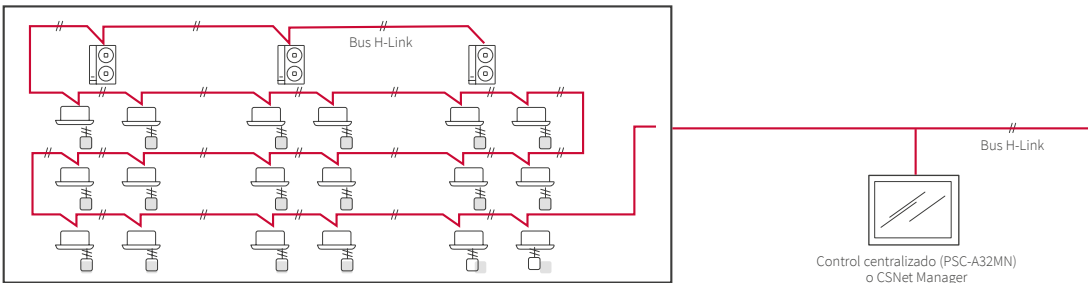 Bus H-Link
Bus H-Link
Control centralizado (PSC-A32MN)
o CSNet Manager